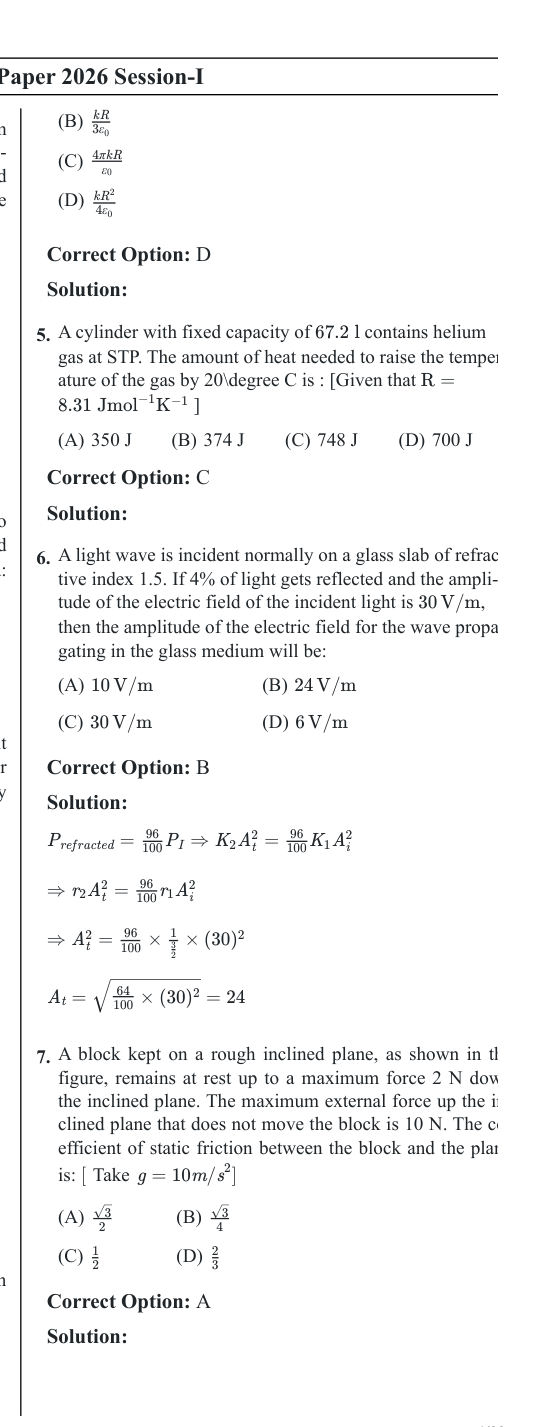 Paper 2026 Session-I
(B) kR/3ε₀
(C) 4πkR/ε₀
(D) kR²/4ε₀
Correct Option: D
Solution:
5. A cylinder with fixed capacity of 67.2 l contains helium
gas at STP. The amount of heat needed to raise the temper
ature of the gas by 20\degree C is : [Given that R =
8.31 Jmol⁻¹K⁻¹ ]
(A) 350 J (B) 374 J (C) 748 J (D) 700 J
Correct Option: C
Solution:
6. A light wave is incident normally on a glass slab of refrac
tive index 1.5. If 4% of light gets reflected and the ampli-
tude of the electric field of the incident light is 30 V/m,
then the amplitude of the electric field for the wave propa
gating in the glass medium will be:
(A) 10 V/m (B) 24 V/m
(C) 30 V/m (D) 6 V/m
Correct Option: B
Solution:
P_refracted = 96/100 P_I ⇒ K₂A_t² = 96/100 K₁A_i²
⇒ r₂A_t² = 96/100 r₁A_i²
⇒ A_t² = 96/100 × 1/(3/2) × (30)²
A_t = √(64/100 × (30)²) = 24
7. A block kept on a rough inclined plane, as shown in th
figure, remains at rest up to a maximum force 2 N dow
the inclined plane. The maximum external force up the in
clined plane that does not move the block is 10 N. The co
efficient of static friction between the block and the plan
is: [ Take g = 10m/s²]
(A) √3/2 (B) √3/4
(C) 1/2 (D) 2/3
Correct Option: A
Solution: